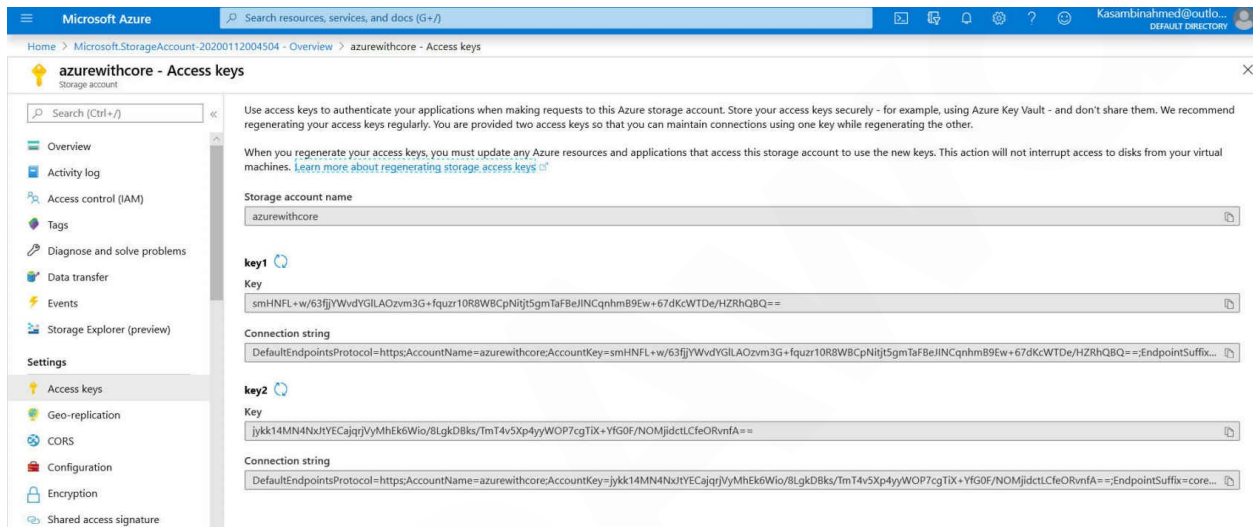 Microsoft Azure
Search resources, services, and docs (G+/)
Kasambinahmed@outlo...
DEFAULT DIRECTORY
Home > Microsoft.StorageAccount-20200112004504 - Overview > azurewithcore - Access keys
azurewithcore - Access keys
Storage account
Search (Ctrl+/)
Overview
Activity log
Access control (IAM)
Tags
Diagnose and solve problems
Data transfer
Events
Storage Explorer (preview)
Settings
Access keys
Geo-replication
CORS
Configuration
Encryption
Shared access signature
Use access keys to authenticate your applications when making requests to this Azure storage account. Store your access keys securely - for example, using Azure Key Vault - and don't share them. We recommend
regenerating your access keys regularly. You are provided two access keys so that you can maintain connections using one key while regenerating the other.
When you regenerate your access keys, you must update any Azure resources and applications that access this storage account to use the new keys. This action will not interrupt access to disks from your virtual
machines. Learn more about regenerating storage access keys
Storage account name
azurewithcore
key1
Key
smHNFL+w/63fjjYWvdYGlLAOzvm3G+fquzr10R8WBCpNitjt5gmTaFBeJINCqnhmB9Ew+67dKcWTDe/HZRhQBQ==
Connection string
DefaultEndpointsProtocol=https;AccountName=azurewithcore;AccountKey=smHNFL+w/63fjjYWvdYGlLAOzvm3G+fquzr10R8WBCpNitjt5gmTaFBeJINCqnhmB9Ew+67dKcWTDe/HZRhQBQ==;EndpointSuffix...
key2
Key
jykk14MN4NxJtYECajqrjVyMhEk6Wio/8LgkDBks/TmT4v5Xp4yyWOP7cgTiX+YfG0F/NOMjidctLCfeORvnfA==
Connection string
DefaultEndpointsProtocol=https;AccountName=azurewithcore;AccountKey=jykk14MN4NxJtYECajqrjVyMhEk6Wio/8LgkDBks/TmT4v5Xp4yyWOP7cgTiX+YfG0F/NOMjidctLCfeORvnfA==;EndpointSuffix=core...